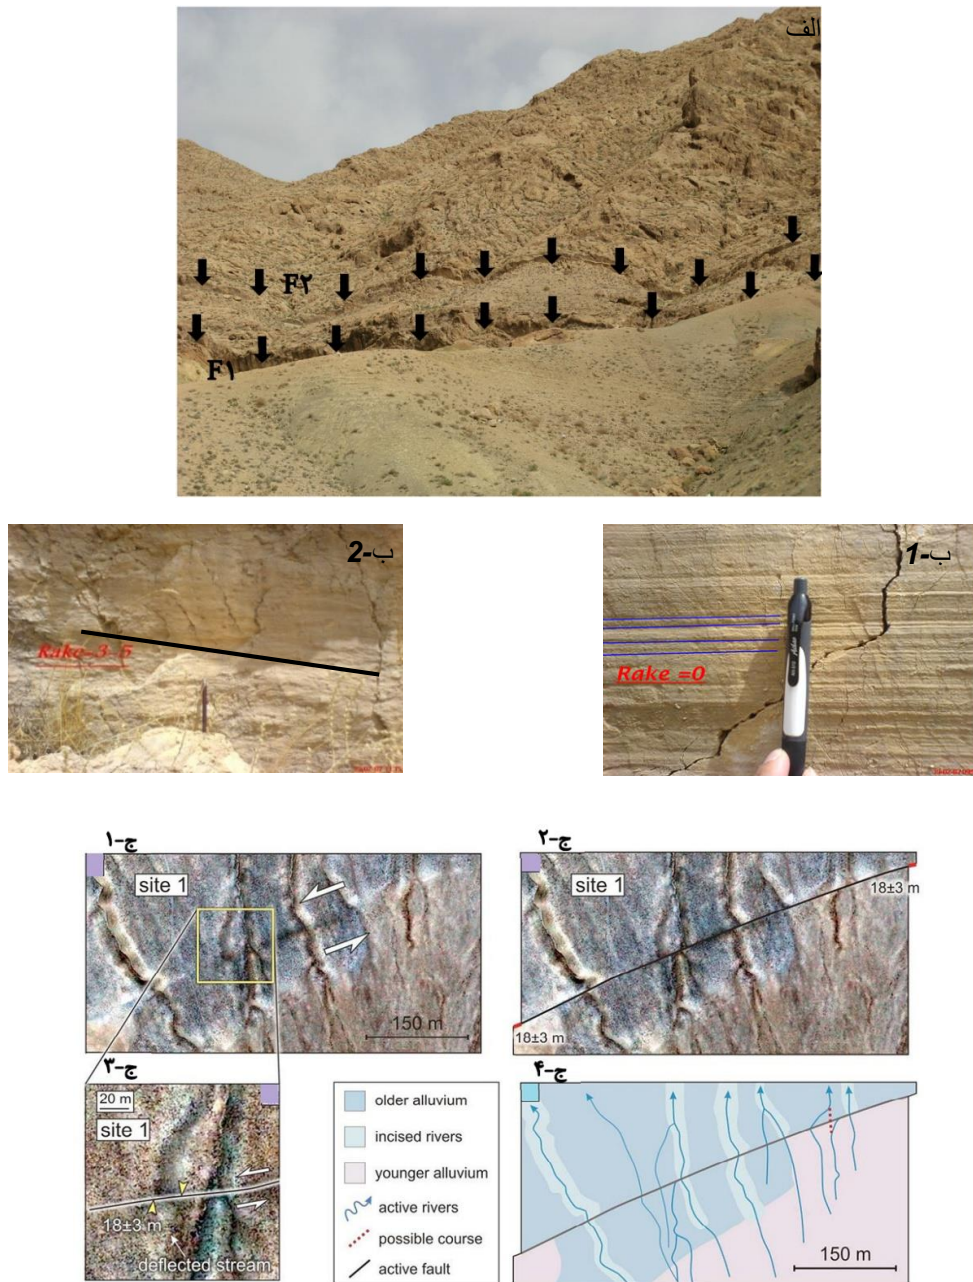 الف
F۲
F۱
ب-2
Rake=3-5
ب-1
Rake =0
ج-۱
site 1
150 m
ج-۲
site 1
18±3 m
18±3 m
ج-۳
20 m
site 1
18±3 m
deflected stream
older alluvium
incised rivers
younger alluvium
active rivers
possible course
active fault
ج-۴
150 m